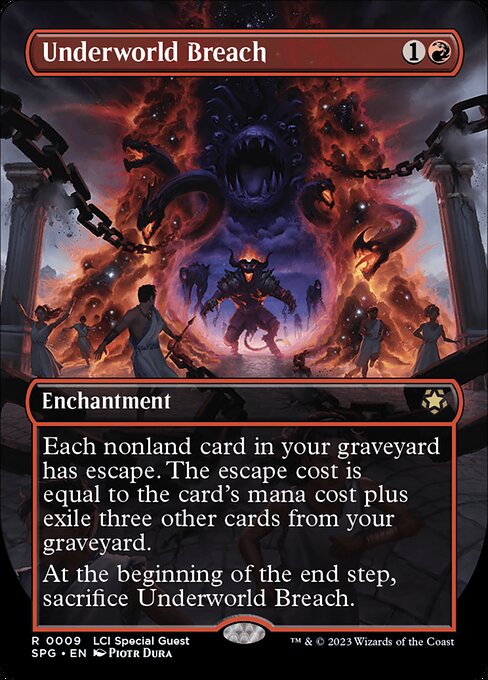 Underworld Breach 1
Enchantment
Each nonland card in your graveyard
has escape. The escape cost is
equal to the card's mana cost plus
exile three other cards from your
graveyard.
At the beginning of the end step,
sacrifice Underworld Breach.
R 0009 LCI Special Guest
SPG • EN Piotr Dura
™ & © 2023 Wizards of the Coast